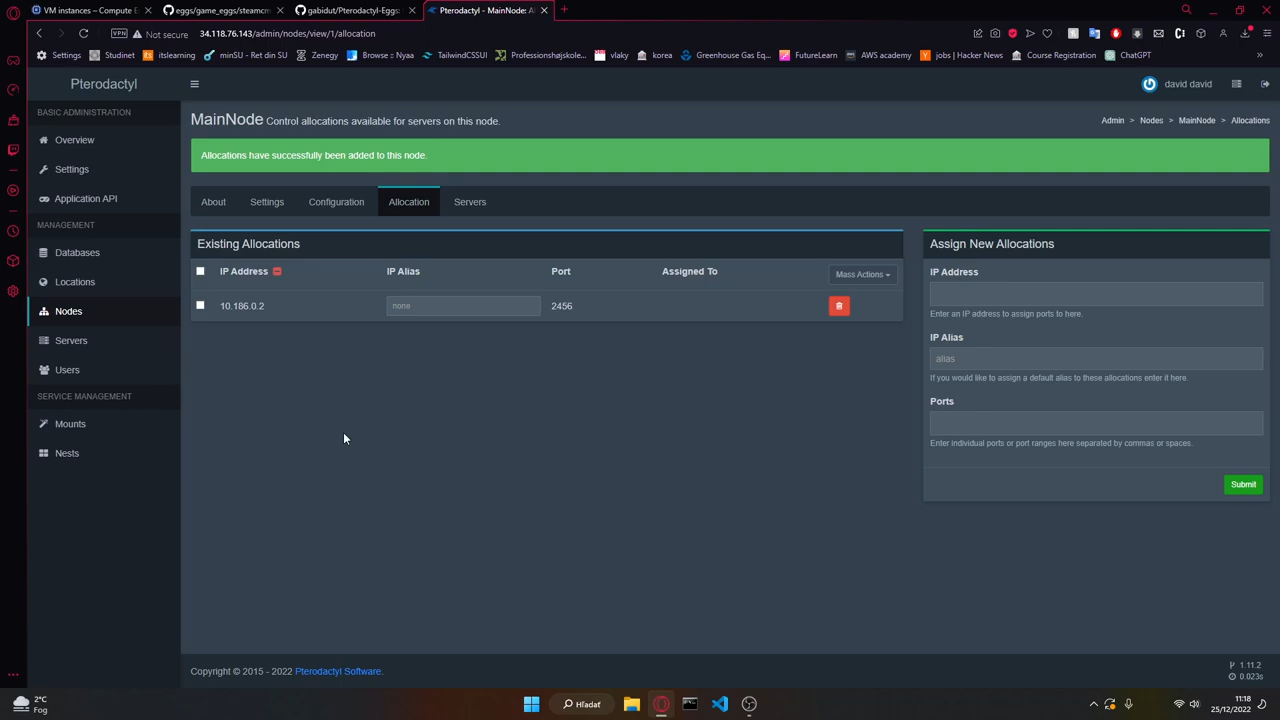 VM instances – Compute E
eggs/game_eggs/steamcm
gabidut/Pterodactyl-Eggs:
Pterodactyl - MainNode: Al
VPN
Not secure
34.118.76.143/admin/nodes/view/1/allocation
Settings
Studinet
its
itslearning
minSU - Ret din SU
Zenegy
Browse :: Nyaa
TailwindCSSUI
Professionshøjskole...
vlaky
korea
Greenhouse Gas Eq...
FutureLearn
AWS academy
jobs | Hacker News
Course Registration
ChatGPT
Pterodactyl
david david
BASIC ADMINISTRATION
Overview
Settings
Application API
MANAGEMENT
Databases
Locations
Nodes
Servers
Users
SERVICE MANAGEMENT
Mounts
Nests
MainNode Control allocations available for servers on this node.
Admin > Nodes > MainNode > Allocations
Allocations have successfully been added to this node.
About
Settings
Configuration
Allocation
Servers
Existing Allocations
IP Address
IP Alias
Port
Assigned To
Mass Actions
10.186.0.2
none
2456
Assign New Allocations
IP Address
Enter an IP address to assign ports to here.
IP Alias
alias
If you would like to assign a default alias to these allocations enter it here.
Ports
Enter individual ports or port ranges here separated by commas or spaces.
Submit
Copyright © 2015 - 2022 Pterodactyl Software.
1.11.2
0.023s
2°C
Fog
Hľadať
11:18
25/12/2022